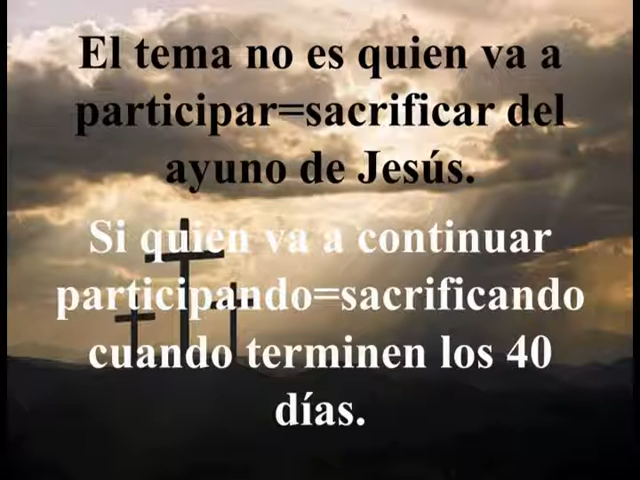 El tema no es quien va a
participar=sacrificar del
ayuno de Jesús.
Si quien va a continuar
participando=sacrificando
cuando terminen los 40
días.